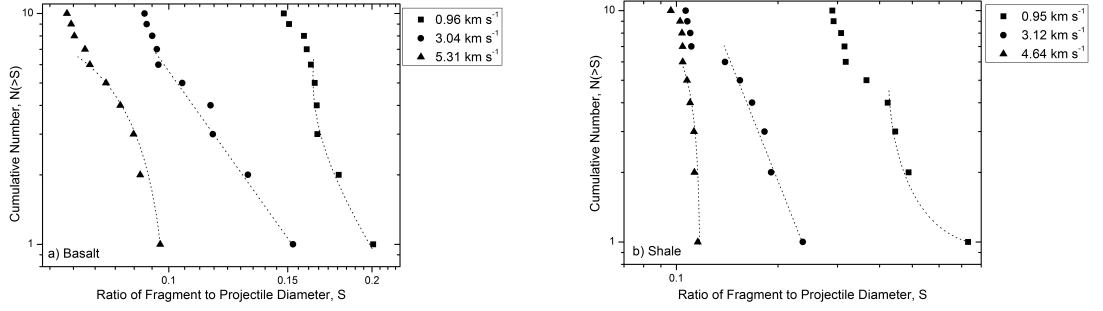 10
1
Cumulative Number, N(>S)
a) Basalt
0.1
0.15
0.2
Ratio of Fragment to Projectile Diameter, S
0.96 km s⁻¹
3.04 km s⁻¹
5.31 km s⁻¹
10
1
Cumulative Number, N(>S)
b) Shale
0.1
Ratio of Fragment to Projectile Diameter, S
0.95 km s⁻¹
3.12 km s⁻¹
4.64 km s⁻¹